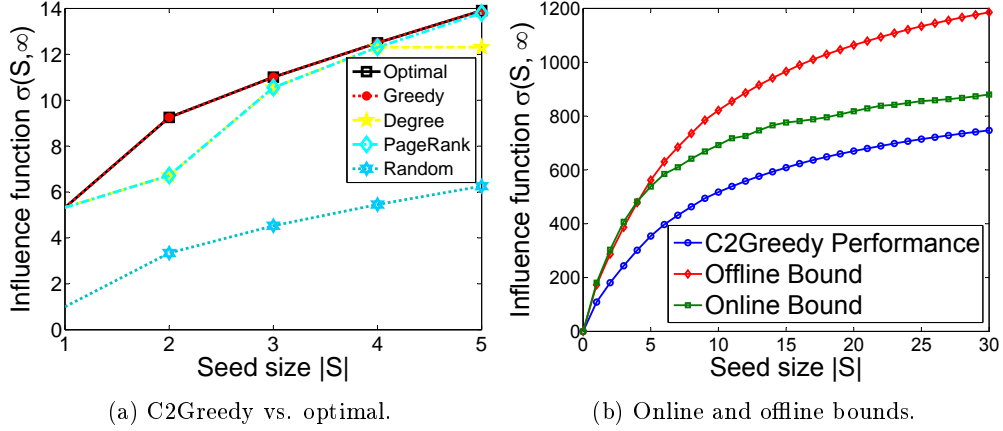 14
12
10
8
6
4
2
0
1
2
3
4
5
Influence function σ(S,∞)
Seed size |S|
Optimal
Greedy
Degree
PageRank
Random
(a) C2Greedy vs. optimal.
1200
1000
800
600
400
200
0
0
5
10
15
20
25
30
Influence function σ(S, ∞)
Seed size |S|
C2Greedy Performance
Offline Bound
Online Bound
(b) Online and offline bounds.